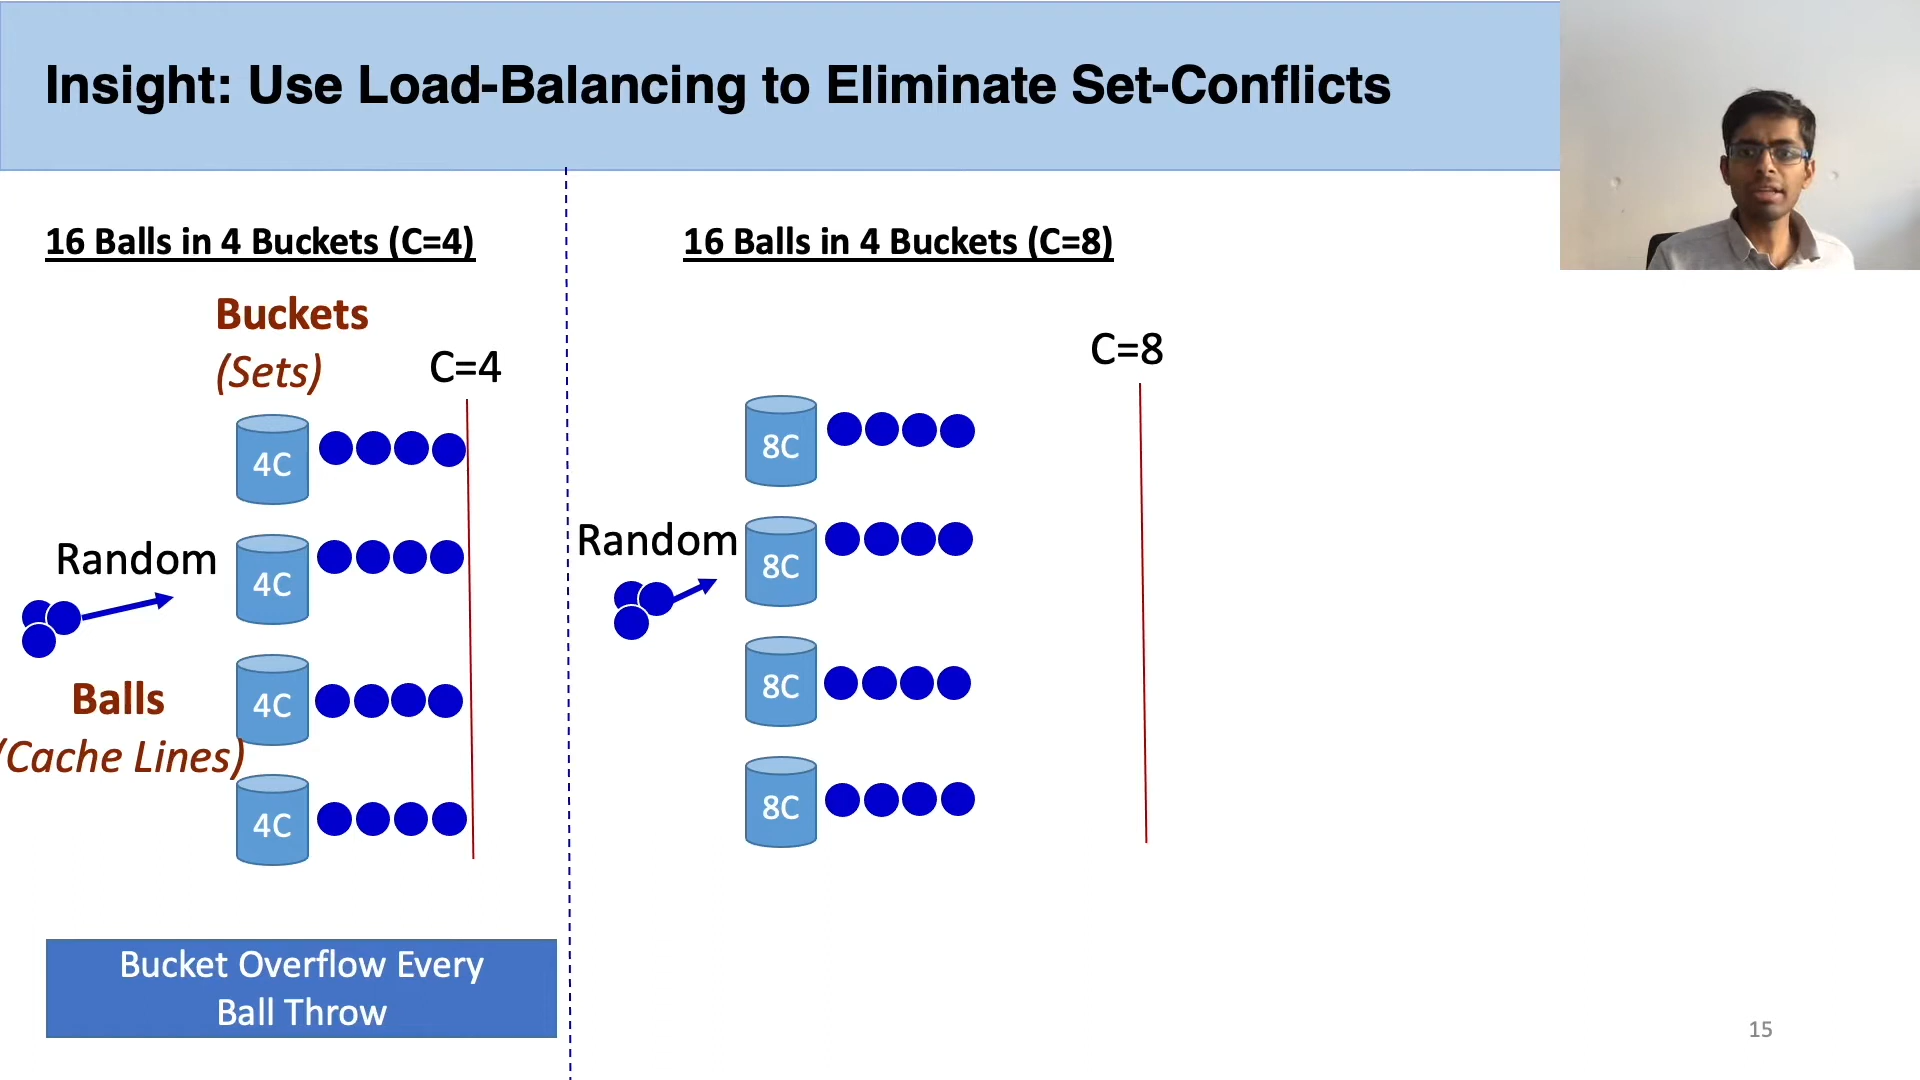 Insight: Use Load-Balancing to Eliminate Set-Conflicts
16 Balls in 4 Buckets (C=4)
Buckets
(Sets)
C=4
4C
Random
4C
Balls
(Cache Lines)
4C
4C
Bucket Overflow Every
Ball Throw
16 Balls in 4 Buckets (C=8)
C=8
8C
Random
8C
8C
8C
15